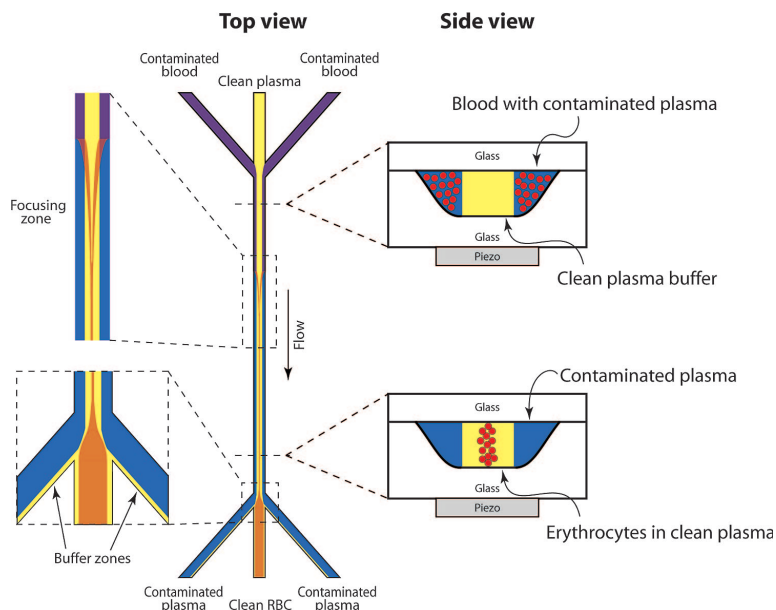 Top view
Side view
Contaminated
blood
Clean plasma
Contaminated
blood
Blood with contaminated plasma
Glass
Focusing
zone
Glass
Piezo
Clean plasma buffer
Flow
Contaminated plasma
Glass
Glass
Piezo
Erythrocytes in clean plasma
Buffer zones
Contaminated
plasma
Clean RBC
Contaminated
plasma